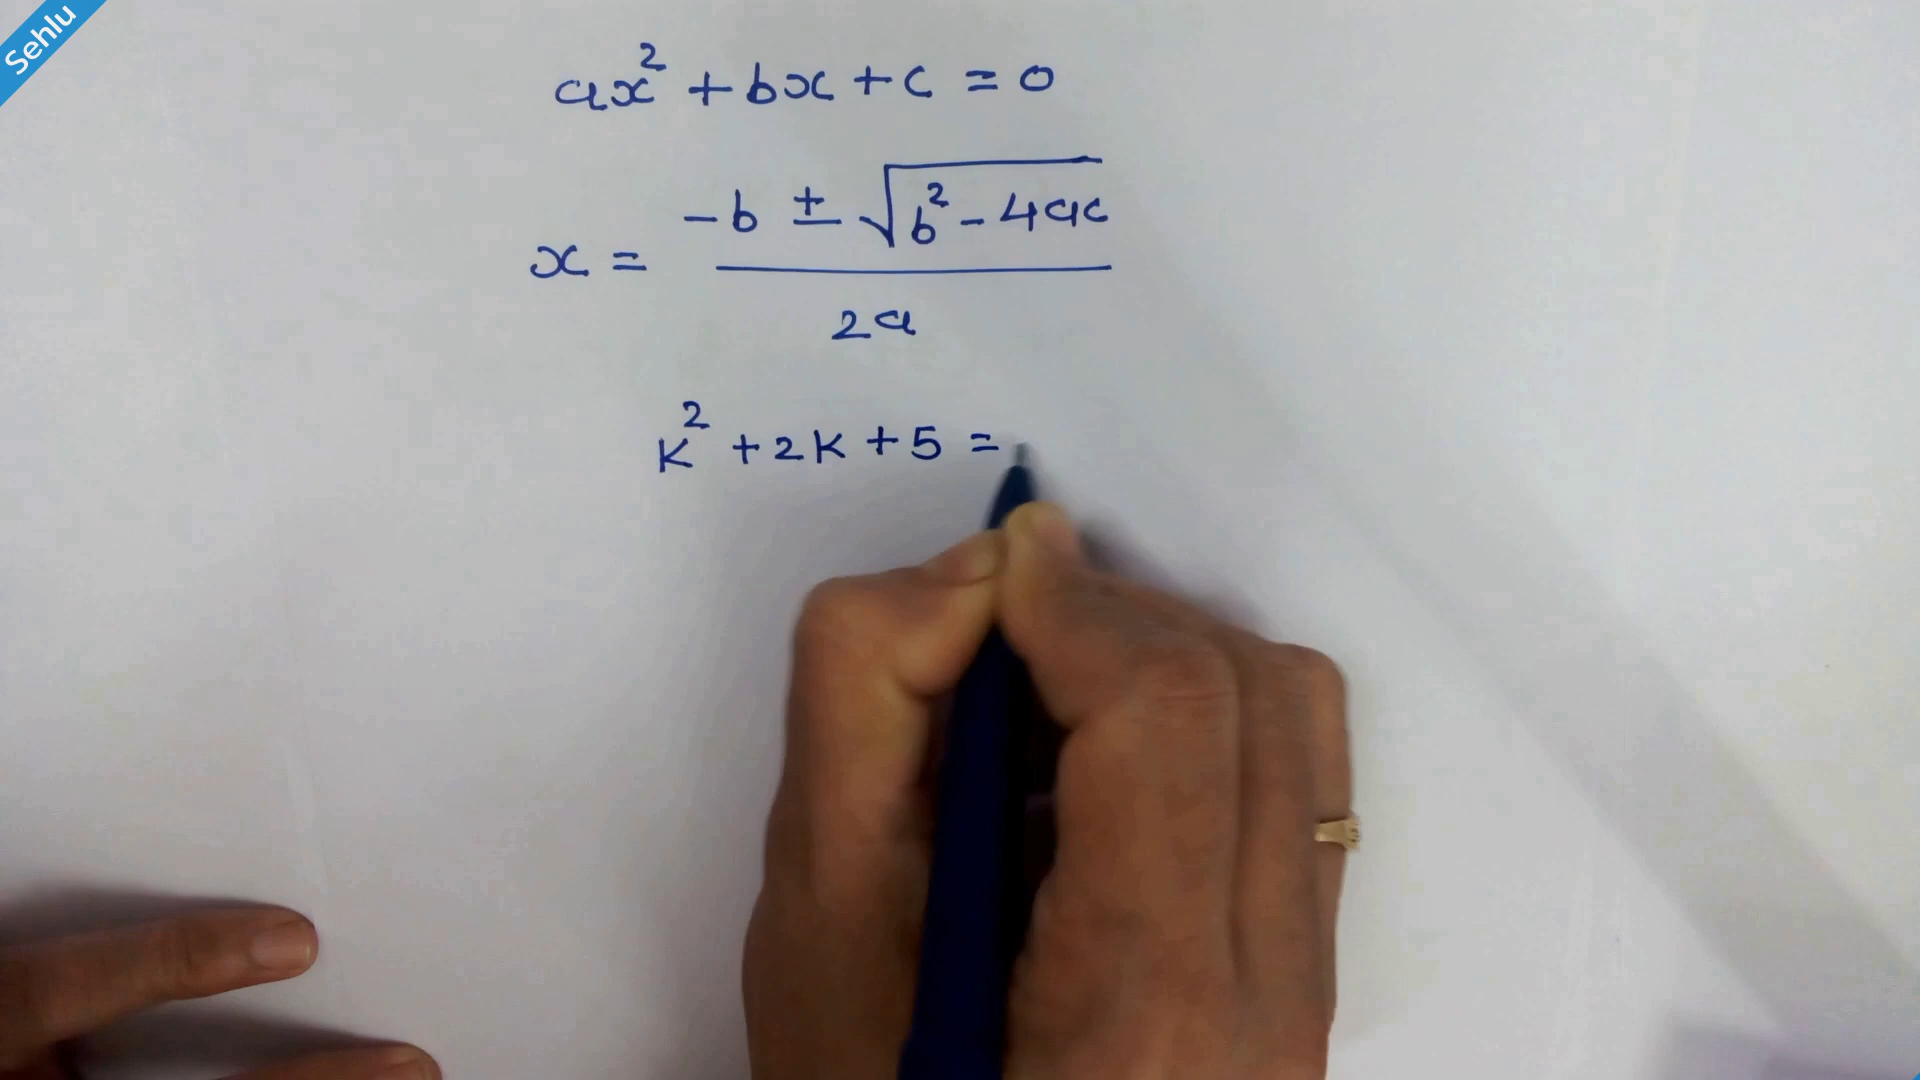 Sehlu
ax² + bx + c = 0
x = -b ± √b² - 4ac / 2a
K² + 2K + 5 =